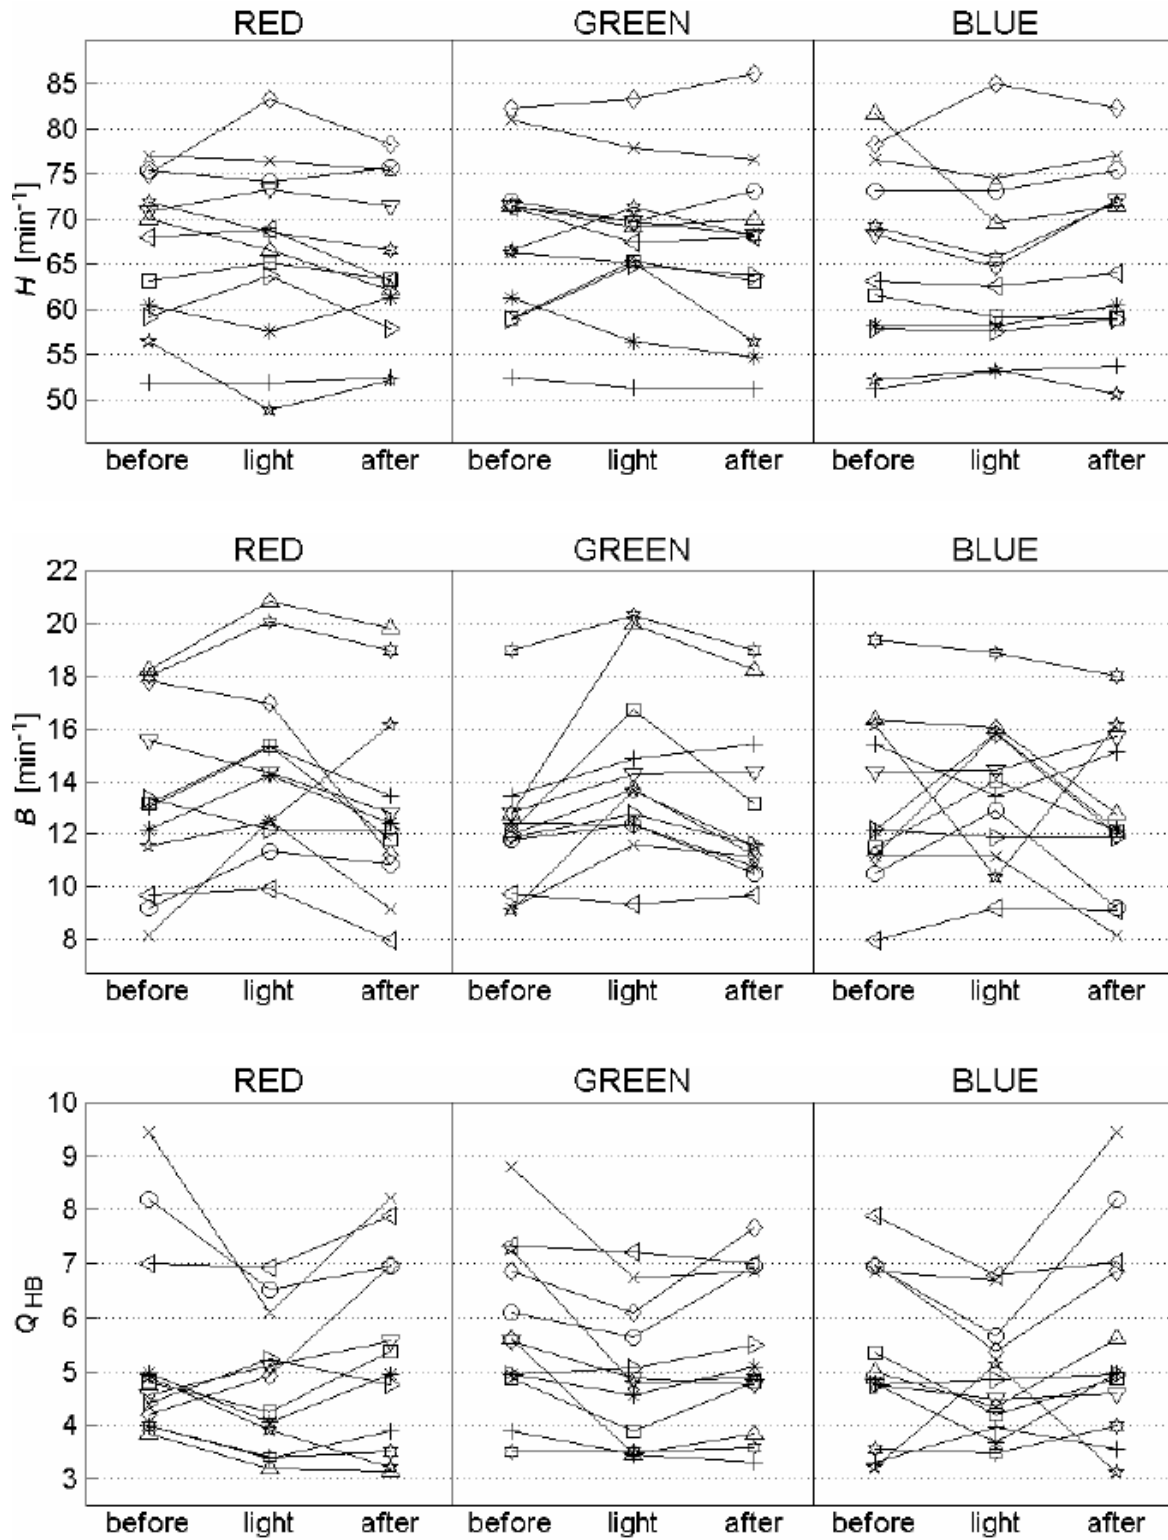 RED GREEN BLUE
85
80
75
70
65
60
55
50
H [min⁻¹]
before light after before light after before light after
RED GREEN BLUE
22
20
18
16
14
12
10
8
B [min⁻¹]
before light after before light after before light after
RED GREEN BLUE
10
9
8
7
6
5
4
3
Q HB
before light after before light after before light after